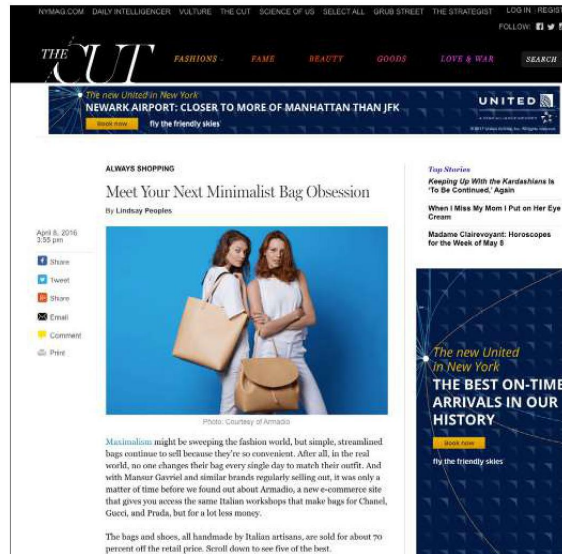 NYMAG.COM DAILY INTELLIGENCER VULTURE THE CUT SCIENCE OF US SELECT ALL GRUB STREET THE STRATEGIST LOG IN REGIS
FOLLOW:
THE CUT
FASHIONS FAME BEAUTY GOODS LOVE & WAR SEARCH
The new United in New York
NEWARK AIRPORT: CLOSER TO MORE OF MANHATTAN THAN JFK
Book now fly the friendly skies
UNITED
A STAR ALLIANCE MEMBER
©2017 United Airlines, Inc. All rights reserved.
ALWAYS SHOPPING
Meet Your Next Minimalist Bag Obsession
By Lindsay Peoples
April 8, 2016
3:55 pm
Share
Tweet
Share
Email
Comment
Print
Photo: Courtesy of Armadio
Maximalism might be sweeping the fashion world, but simple, streamlined
bags continue to sell because they're so convenient. After all, in the real
world, no one changes their bag every single day to match their outfit. And
with Mansur Gavriel and similar brands regularly selling out, it was only a
matter of time before we found out about Armadio, a new e-commerce site
that gives you access the same Italian workshops that make bags for Chanel,
Gucci, and Prada, but for a lot less money.
The bags and shoes, all handmade by Italian artisans, are sold for about 70
percent off the retail price. Scroll down to see five of the best.
Top Stories
Keeping Up With the Kardashians Is
'To Be Continued,' Again
When I Miss My Mom I Put on Her Eye
Cream
Madame Clairevoyant: Horoscopes
for the Week of May 8
The new United
in New York
THE BEST ON-TIME
ARRIVALS IN OUR
HISTORY
Book now
fly the friendly skies